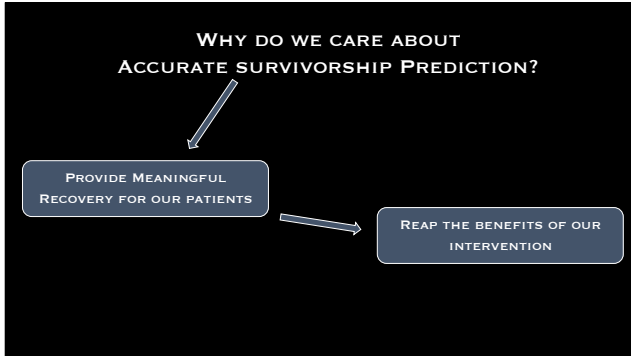 Why do we care about
Accurate survivorship Prediction?
Provide Meaningful
Recovery for our patients
Reap the benefits of our
intervention